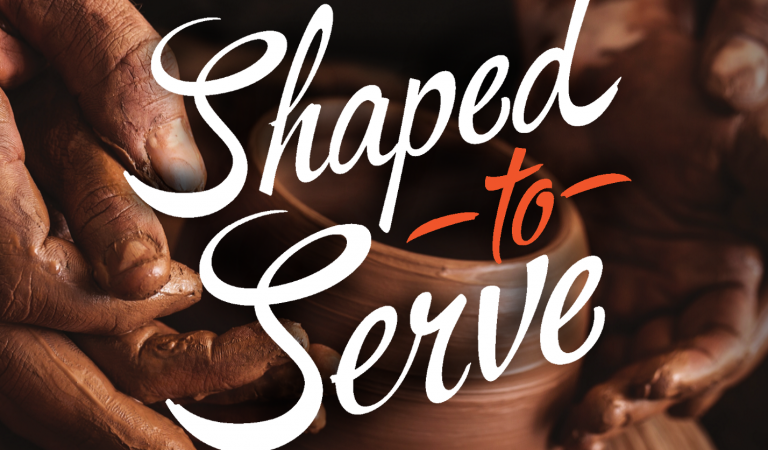 Shaped
- to -
Serve